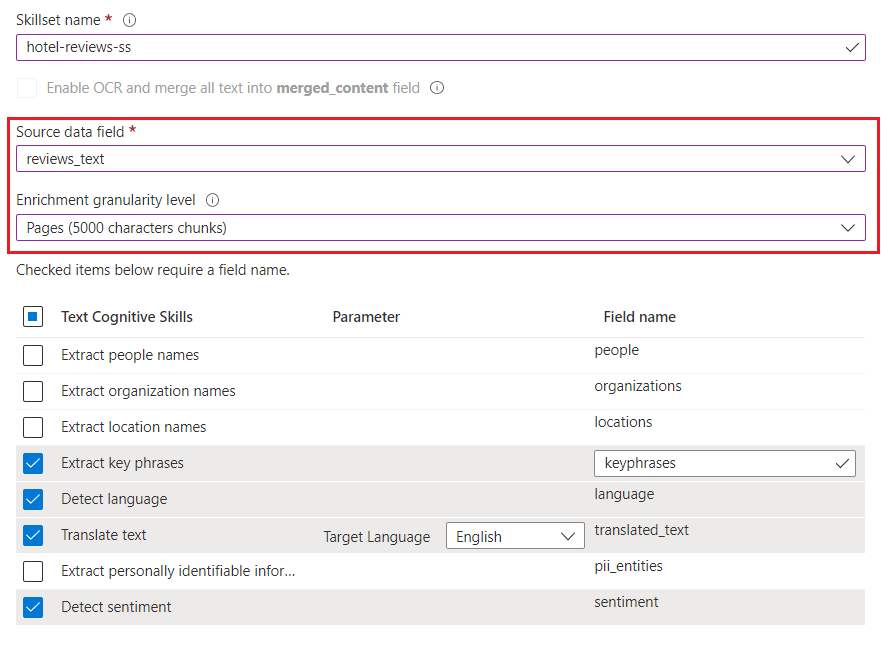 Skillset name *
hotel-reviews-ss
Enable OCR and merge all text into merged_content field
Source data field *
reviews_text
Enrichment granularity level
Pages (5000 characters chunks)
Checked items below require a field name.
Text Cognitive Skills Parameter Field name
Extract people names people
Extract organization names organizations
Extract location names locations
Extract key phrases keyphrases
Detect language language
Translate text Target Language English translated_text
Extract personally identifiable infor... pii_entities
Detect sentiment sentiment